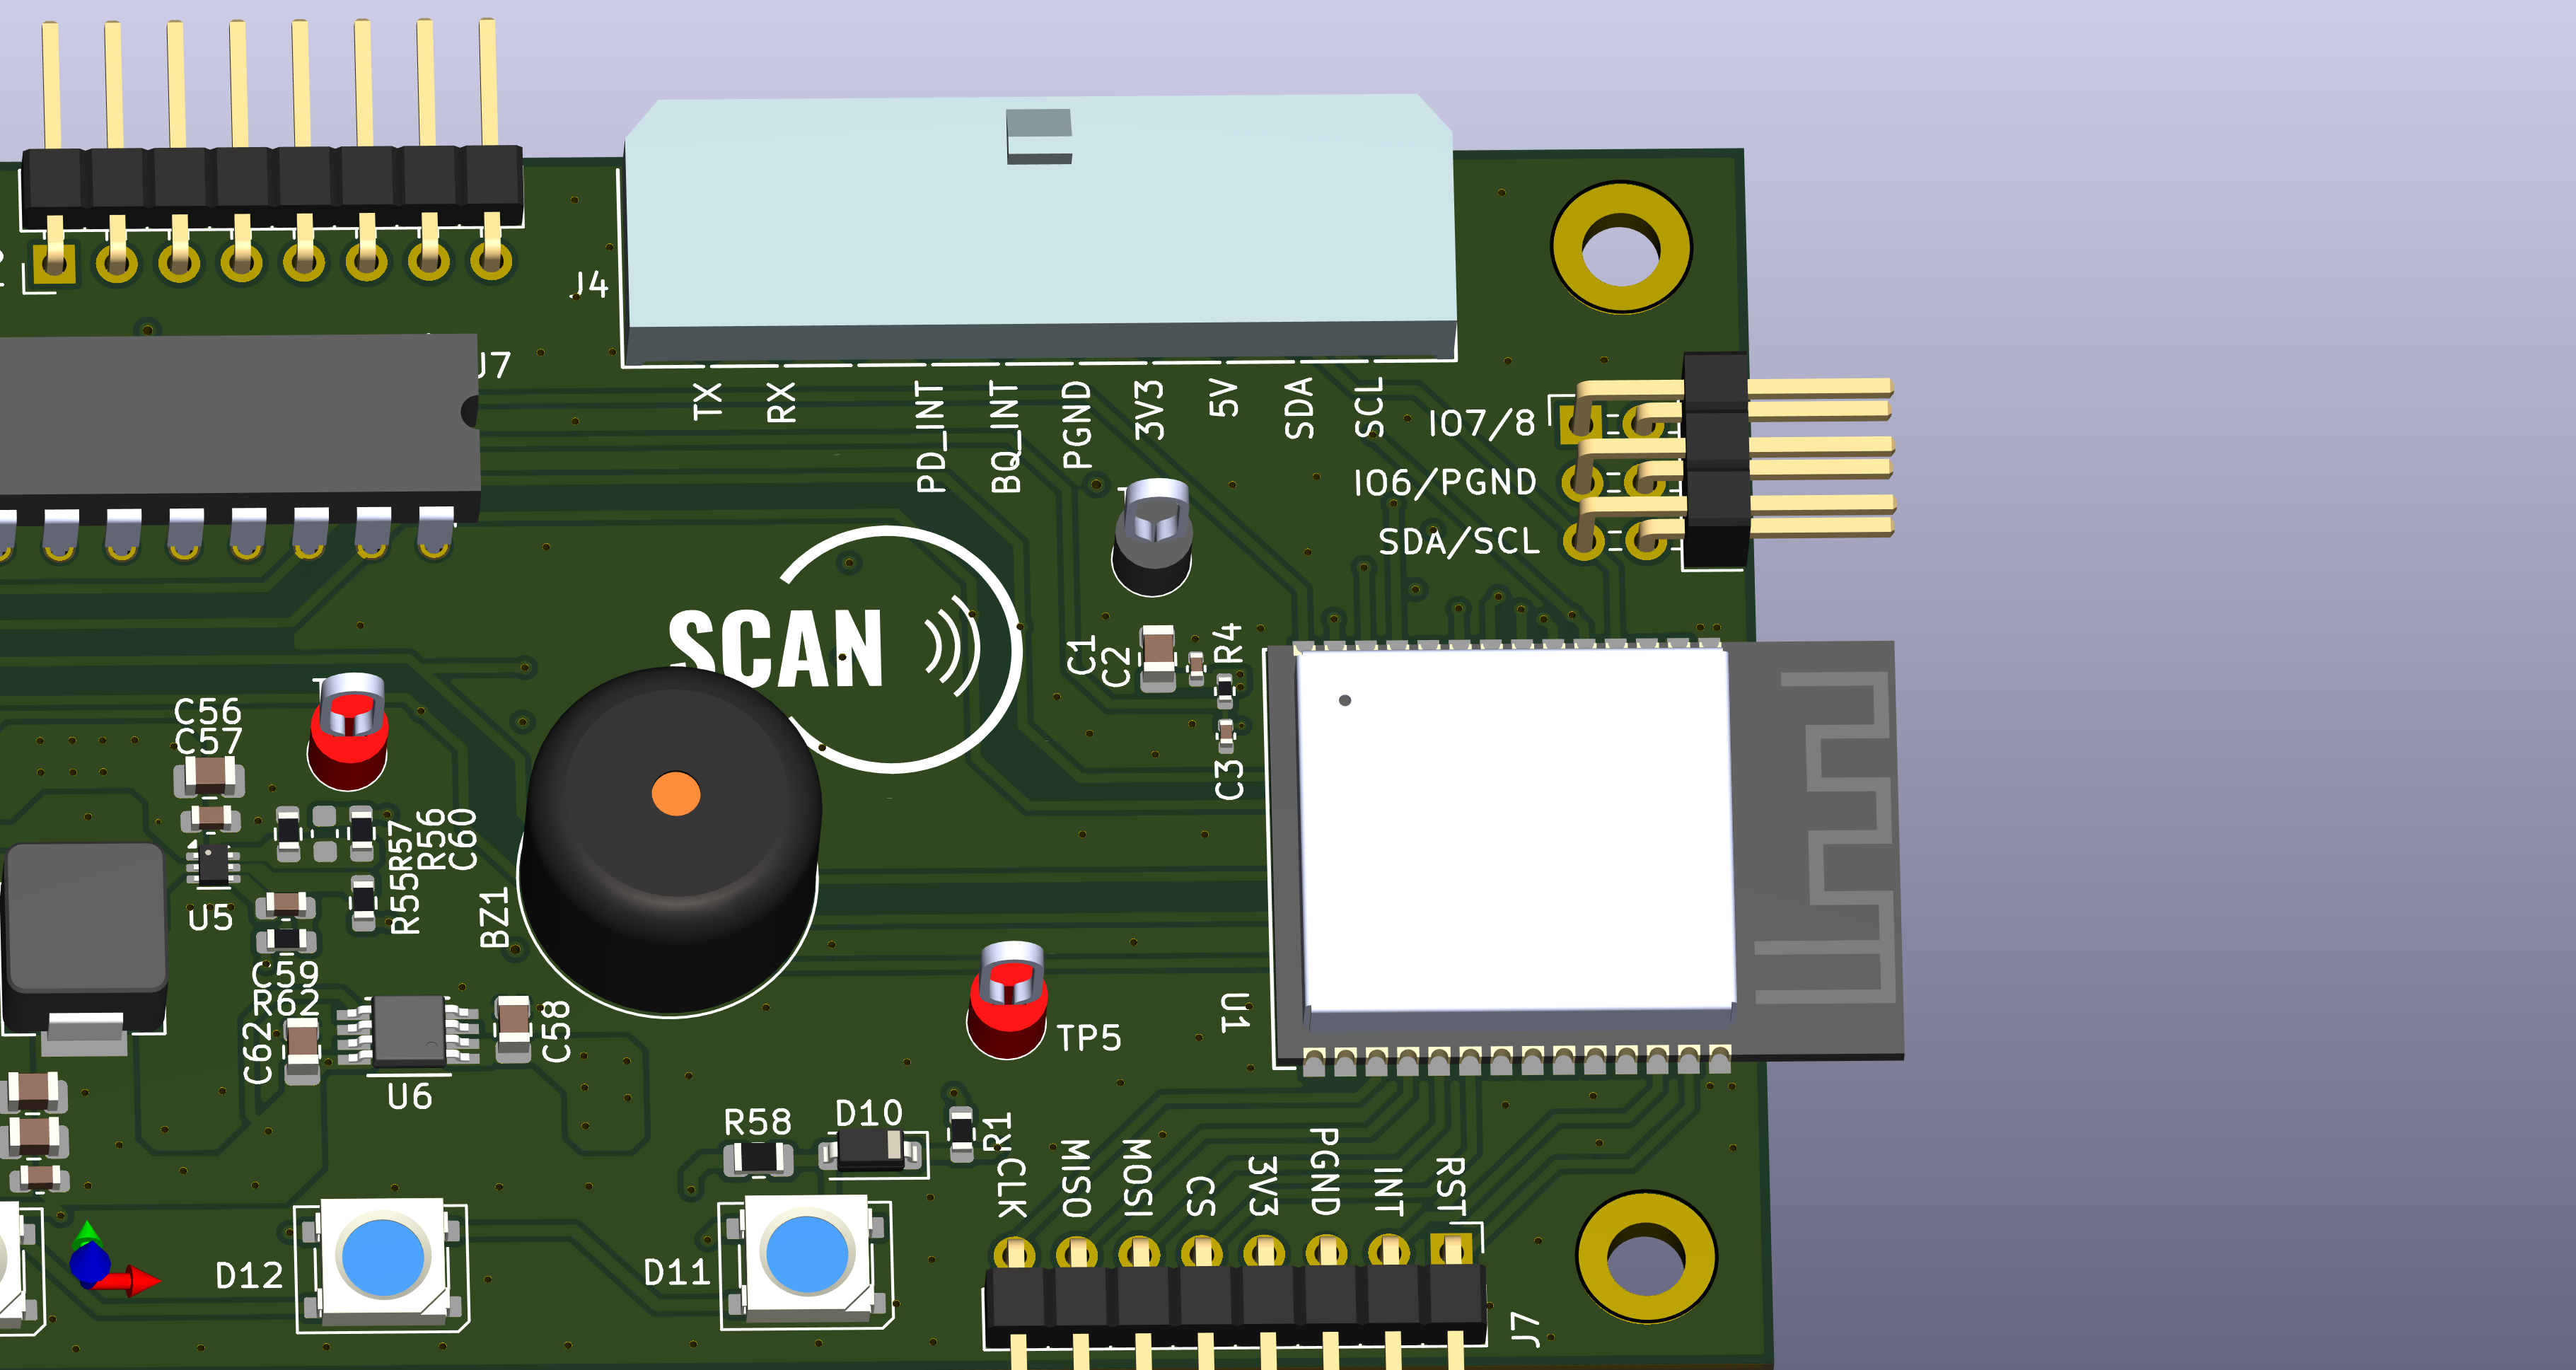 J4
J7
TX
RX
PD_INT
BQ_INT
PGND
3V3
5V
SDA
SCL
IO7/8
IO6/PGND
SDA/SCL
SCAN
C1
C2
R4
C3
C56
C57
R57
R56
C60
R55
U5
BZ1
C59
R62
C62
C58
U6
U1
TP5
R58
D10
R1
CLK
MISO
MOSI
CS
3V3
PGND
INT
RST
D12
D11
J7